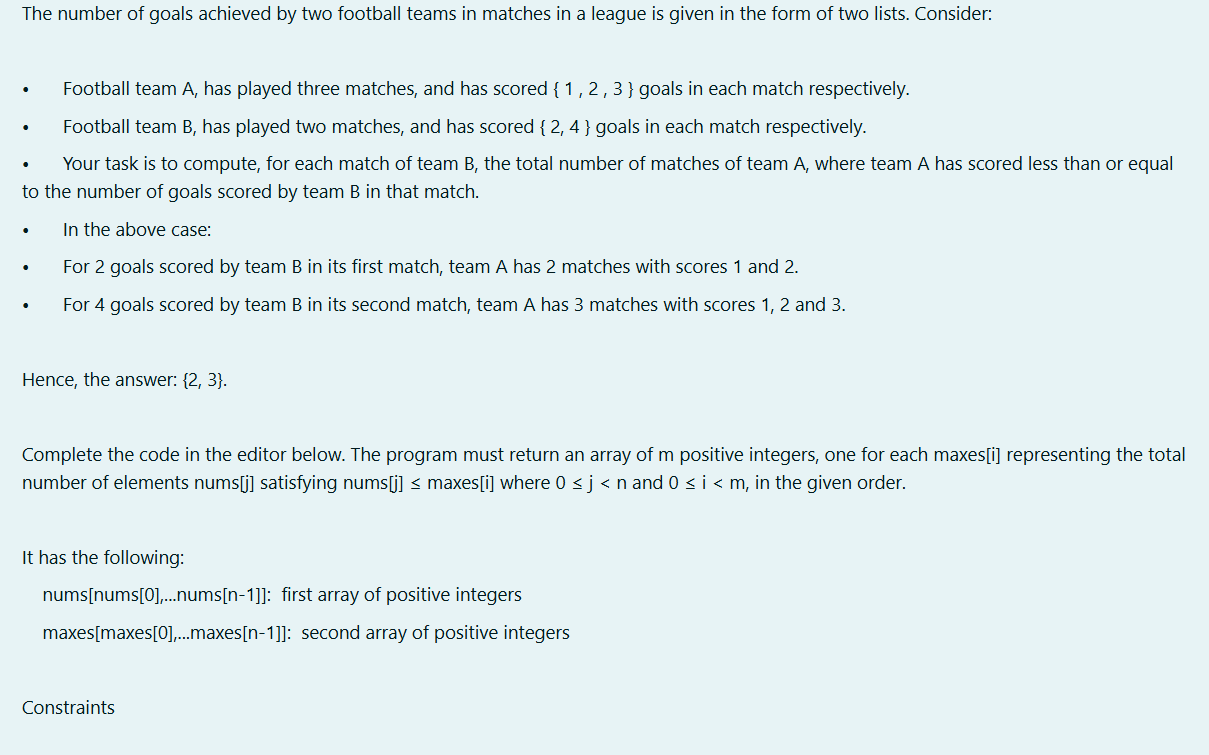 The number of goals achieved by two football teams in matches in a league is given in the form of two lists. Consider:
• Football team A, has played three matches, and has scored { 1 , 2 , 3 } goals in each match respectively.
• Football team B, has played two matches, and has scored { 2, 4 } goals in each match respectively.
• Your task is to compute, for each match of team B, the total number of matches of team A, where team A has scored less than or equal
to the number of goals scored by team B in that match.
• In the above case:
• For 2 goals scored by team B in its first match, team A has 2 matches with scores 1 and 2.
• For 4 goals scored by team B in its second match, team A has 3 matches with scores 1, 2 and 3.
Hence, the answer: {2, 3}.
Complete the code in the editor below. The program must return an array of m positive integers, one for each maxes[i] representing the total
number of elements nums[j] satisfying nums[j] ≤ maxes[i] where 0 ≤ j < n and 0 ≤ i < m, in the given order.
It has the following:
nums[nums[0],...nums[n-1]]: first array of positive integers
maxes[maxes[0],...maxes[n-1]]: second array of positive integers
Constraints